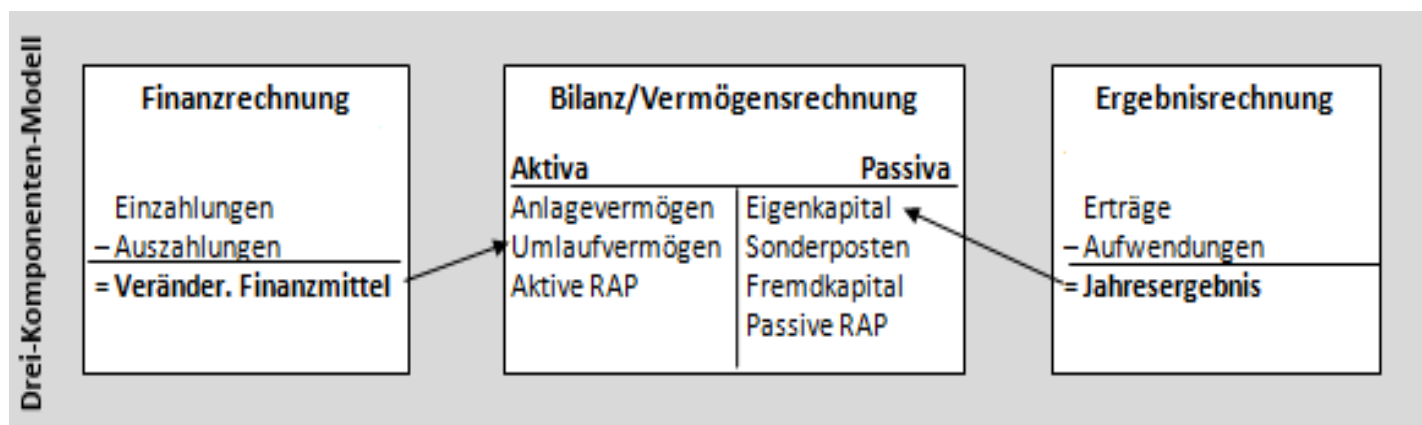 Drei-Komponenten-Modell
Finanzrechnung
Einzahlungen
– Auszahlungen
= Veränder. Finanzmittel
Bilanz/Vermögensrechnung
Aktiva Passiva
Anlagevermögen Eigenkapital
Umlaufvermögen Sonderposten
Aktive RAP Fremdkapital
Passive RAP
Ergebnisrechnung
Erträge
– Aufwendungen
= Jahresergebnis